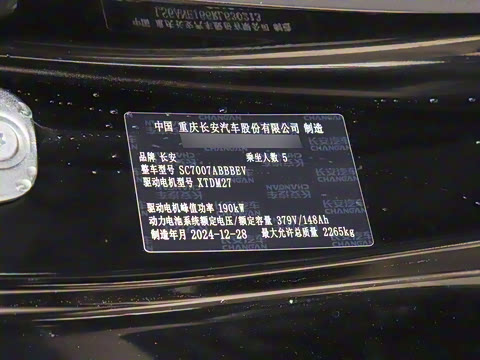 中国 重庆长安汽车股份有限公司 制造
品牌 长安 乘坐人数 5
整车型号 SC7007ABBBEV
驱动电机型号 XTDM27
驱动电机峰值功率 190kW
动力电池系统额定电压/额定容量 379V/148Ah
制造年月 2024-12-28 最大允许总质量 2265kg